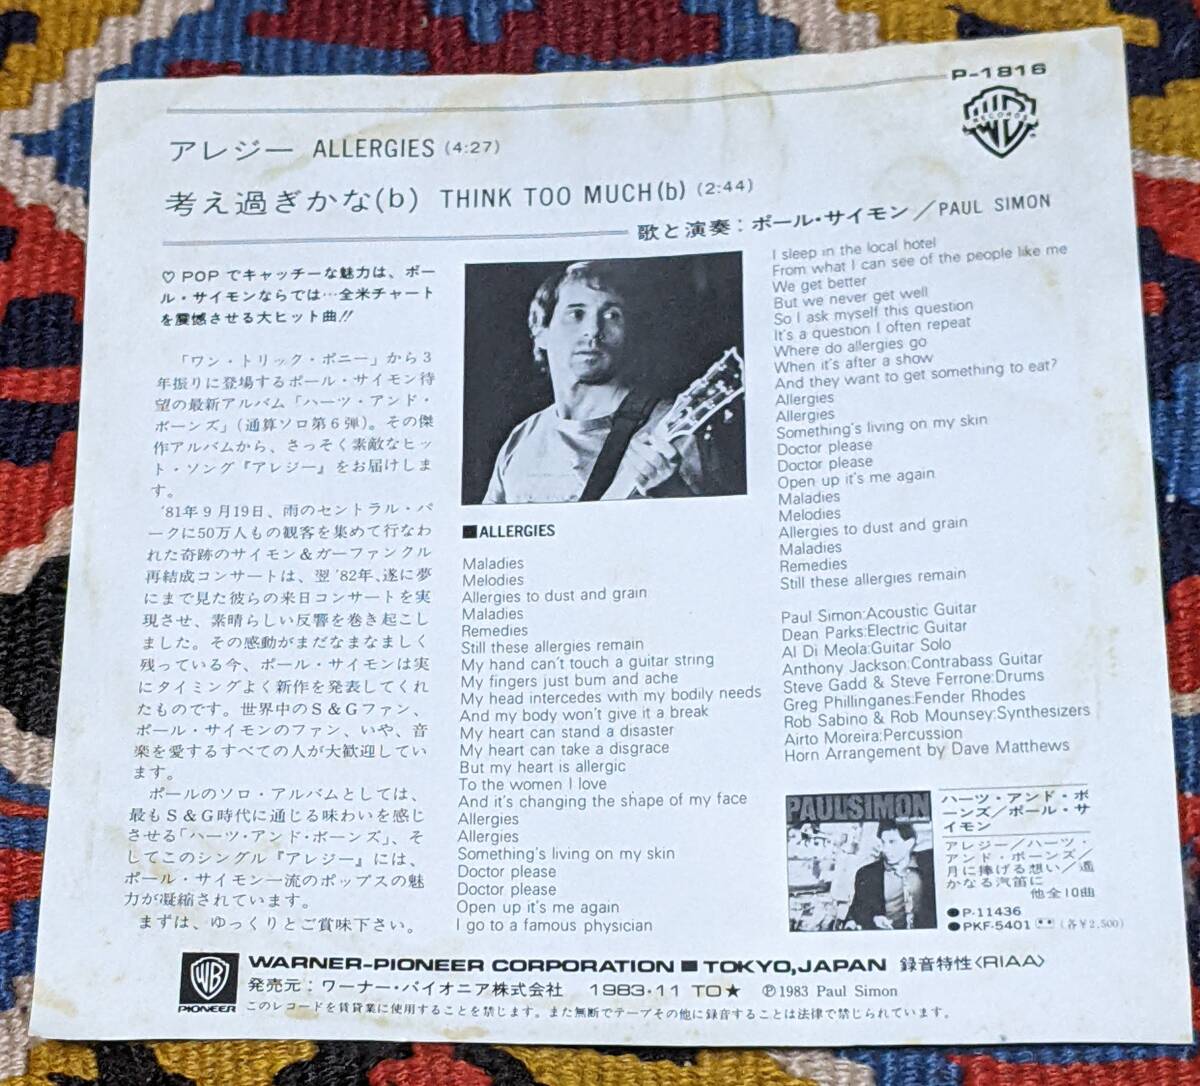 P-1816
RECORDS
アレジー ALLERGIES (4:27)
考え過ぎかな(b) THINK TOO MUCH(b) (2:44)
歌と演奏：ポール・サイモン／PAUL SIMON
♡ POPでキャッチーな魅力は、ポー
ル・サイモンならでは…全米チャート
を震憾させる大ヒット曲!!
「ワン・トリック・ポニー」から3
年振りに登場するポール・サイモン待
望の最新アルバム「ハーツ・アンド・
ボーンズ」(通算ソロ第6弾)。その傑
作アルバムから、さっそく素敵なヒッ
ト・ソング『アレジー』をお届けしま
す。
'81年9月19日、雨のセントラル・パ
ークに50万人もの観客を集めて行なわ
れた奇跡のサイモン&ガーファンクル
再結成コンサートは、翌'82年、遂に夢
にまで見た彼らの来日コンサートを実
現させ、素晴らしい反響を巻き起こし
ました。その感動がまだなまなましく
残っている今、ポール・サイモンは実
にタイミングよく新作を発表してくれ
たものです。世界中のS&Gファン、
ポール・サイモンのファン、いや、音
楽を愛するすべての人が大歓迎してい
ます。
ポールのソロ・アルバムとしては、
最もS&G時代に通じる味わいを感じ
させる「ハーツ・アンド・ボーンズ」、そ
してこのシングル『アレジー』には、
ポール・サイモン一流のポップスの魅
力が凝縮されています。
まずは、ゆっくりとご賞味下さい。
■ALLERGIES
Maladies
Melodies
Allergies to dust and grain
Maladies
Remedies
Still these allergies remain
My hand can't touch a guitar string
My fingers just bum and ache
My head intercedes with my bodily needs
And my body won't give it a break
My heart can stand a disaster
My heart can take a disgrace
But my heart is allergic
To the women I love
And it's changing the shape of my face
Allergies
Allergies
Something's living on my skin
Doctor please
Doctor please
Open up it's me again
I go to a famous physician
I sleep in the local hotel
From what I can see of the people like me
We get better
But we never get well
So I ask myself this question
It's a question I often repeat
Where do allergies go
When it's after a show
And they want to get something to eat?
Allergies
Allergies
Something's living on my skin
Doctor please
Doctor please
Open up it's me again
Maladies
Melodies
Allergies to dust and grain
Maladies
Remedies
Still these allergies remain
Paul Simon:Acoustic Guitar
Dean Parks:Electric Guitar
Al Di Meola:Guitar Solo
Anthony Jackson:Contrabass Guitar
Steve Gadd & Steve Ferrone:Drums
Greg Phillinganes:Fender Rhodes
Rob Sabino & Rob Mounsey:Synthesizers
Airto Moreira:Percussion
Horn Arrangement by Dave Matthews
PAUL SIMON
ハーツ・アンド・ボ
ーンズ／ポール・サ
イモン
アレジー／ハーツ・
アンド・ボーンズ／
月に捧げる想い／遥
かなる汽笛に
他全10曲
●P-11436
●PKF-5401 (各¥2,500)
PIONEER
WARNER-PIONEER CORPORATION ■ TOKYO,JAPAN 録音特性〈RIAA〉
発売元：ワーナー・パイオニア株式会社 1983・11 TO★ ℗1983 Paul Simon
このレコードを賃貸業に使用することを禁じます。また無断でテープその他に録音することは法律で禁じられています。